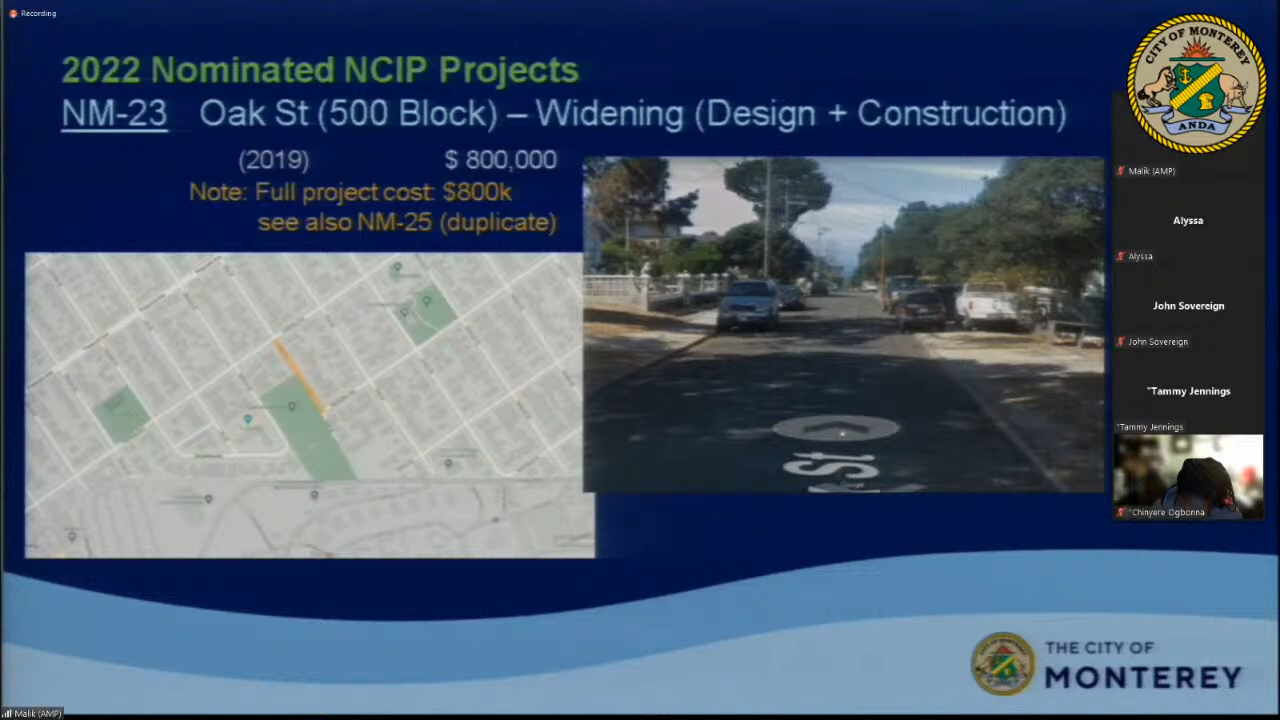 Recording
2022 Nominated NCIP Projects
NM-23 Oak St (500 Block) – Widening (Design + Construction)
(2019) $ 800,000
Note: Full project cost: $800k
see also NM-25 (duplicate)
St
Google
CITY OF MONTEREY
ANDA
Malik (AMP)
Alyssa
Alyssa
John Sovereign
John Sovereign
"Tammy Jennings
"Tammy Jennings
"Chinyere Ogbonna
THE CITY OF
MONTEREY
Malik (AMP)